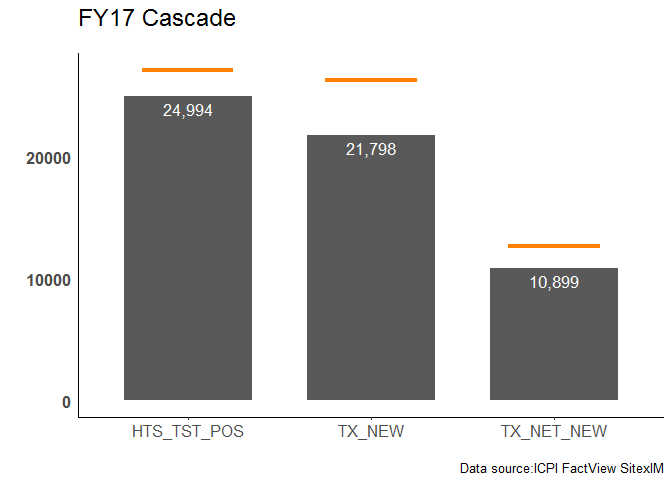 FY17 Cascade
24,994
21,798
20000
10,899
10000
0
HTS_TST_POS TX_NEW TX_NET_NEW
Data source:ICPI FactView SitexIM